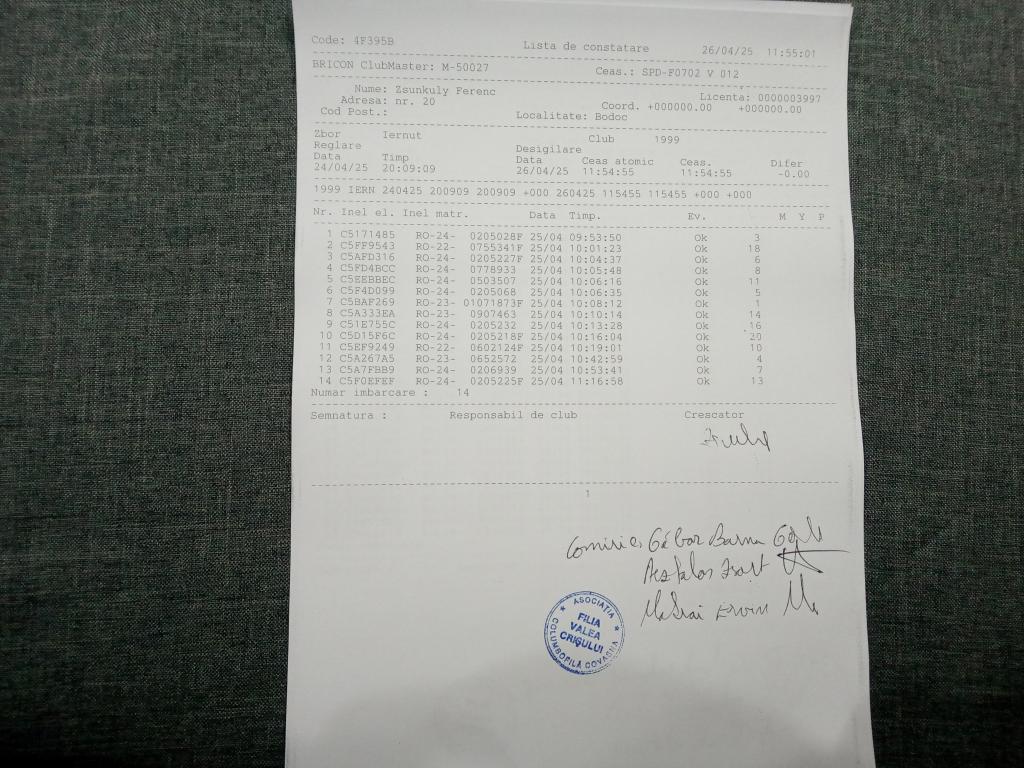 Code: 4F395B Lista de constatare 26/04/25 11:55:01
BRICON ClubMaster: M-50027 Ceas.: SPD-F0702 V 012
Nume: Zsunkuly Ferenc Licenta: 0000003997
Adresa: nr. 20 Coord. +000000.00 +000000.00
Cod Post.: Localitate: Bodoc
Zbor Iernut Club 1999
Reglare Desigilare
Data Timp Data Ceas atomic Ceas. Difer
24/04/25 20:09:09 26/04/25 11:54:55 11:54:55 -0.00
1999 IERN 240425 200909 200909 +000 260425 115455 115455 +000 +000
Nr. Inel el. Inel matr. Data Timp. Ev. M Y P
1 C5171485 RO-24- 0205028F 25/04 09:53:50 Ok 3
2 C5FF9543 RO-22- 0755341F 25/04 10:01:23 Ok 18
3 C5AFD316 RO-24- 0205227F 25/04 10:04:37 Ok 6
4 C5FD4BCC RO-24- 0778933 25/04 10:05:48 Ok 8
5 C5EEBBEC RO-24- 0503507 25/04 10:06:16 Ok 11
6 C5F4D099 RO-24- 0205068 25/04 10:06:35 Ok 5
7 C5BAF269 RO-23- 01071873F 25/04 10:08:12 Ok 1
8 C5A333EA RO-23- 0907463 25/04 10:10:14 Ok 14
9 C51E755C RO-24- 0205232 25/04 10:13:28 Ok 16
10 C5D15F6C RO-24- 0205218F 25/04 10:16:04 Ok 20
11 C5EF9249 RO-22- 0602124F 25/04 10:19:01 Ok 10
12 C5A267A5 RO-23- 0652572 25/04 10:42:59 Ok 4
13 C5A7FBB9 RO-24- 0206939 25/04 10:53:41 Ok 7
14 C5F0EFEF RO-24- 0205225F 25/04 11:16:58 Ok 13
Numar imbarcare : 14
Semnatura : Responsabil de club Crescator
1
Gábor Barna
Ervin
ASOCIAŢIA
FILIA
VALEA
CRIŞULUI
COLUMBOFILĂ COVASNA